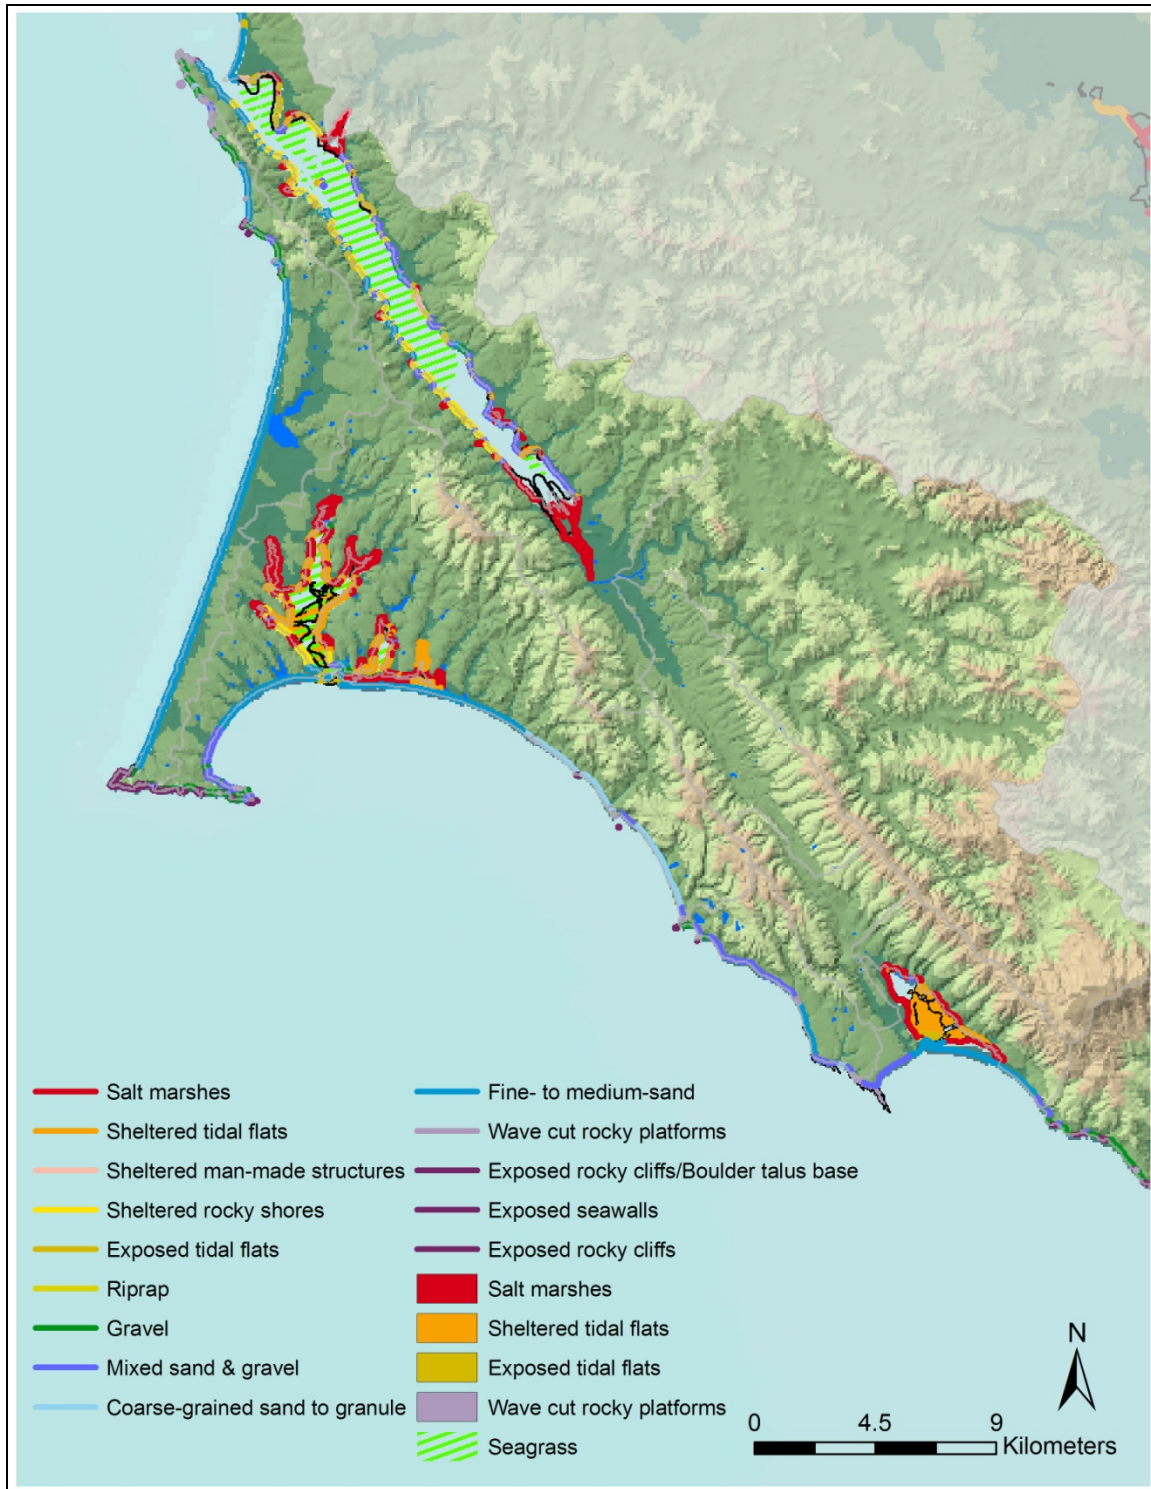 Salt marshes
Sheltered tidal flats
Sheltered man-made structures
Sheltered rocky shores
Exposed tidal flats
Riprap
Gravel
Mixed sand & gravel
Coarse-grained sand to granule
Fine- to medium-sand
Wave cut rocky platforms
Exposed rocky cliffs/Boulder talus base
Exposed seawalls
Exposed rocky cliffs
Salt marshes
Sheltered tidal flats
Exposed tidal flats
Wave cut rocky platforms
Seagrass
N
0 4.5 9
Kilometers